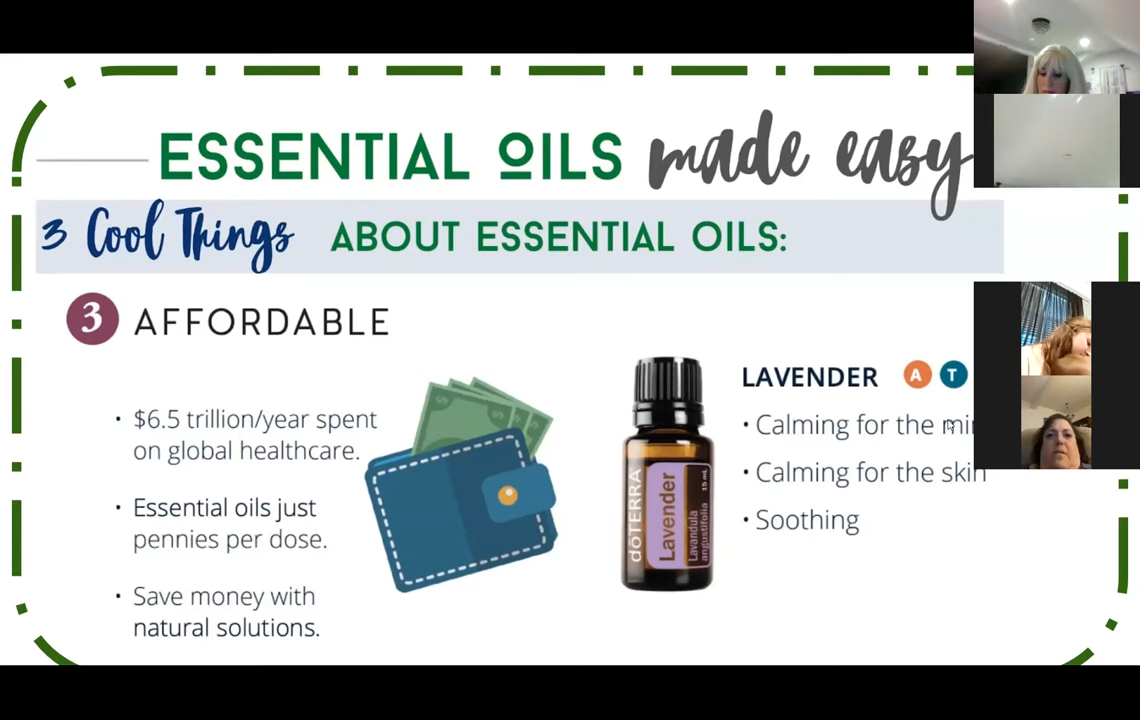 ESSENTIAL OILS made easy
3 Cool Things ABOUT ESSENTIAL OILS:
3 AFFORDABLE
• $6.5 trillion/year spent
on global healthcare.
• Essential oils just
pennies per dose.
• Save money with
natural solutions.
dōTERRA
Lavender
Lavandula
angustifolia 15 mL
LAVENDER A T
• Calming for the
• Calming for the skin
• Soothing